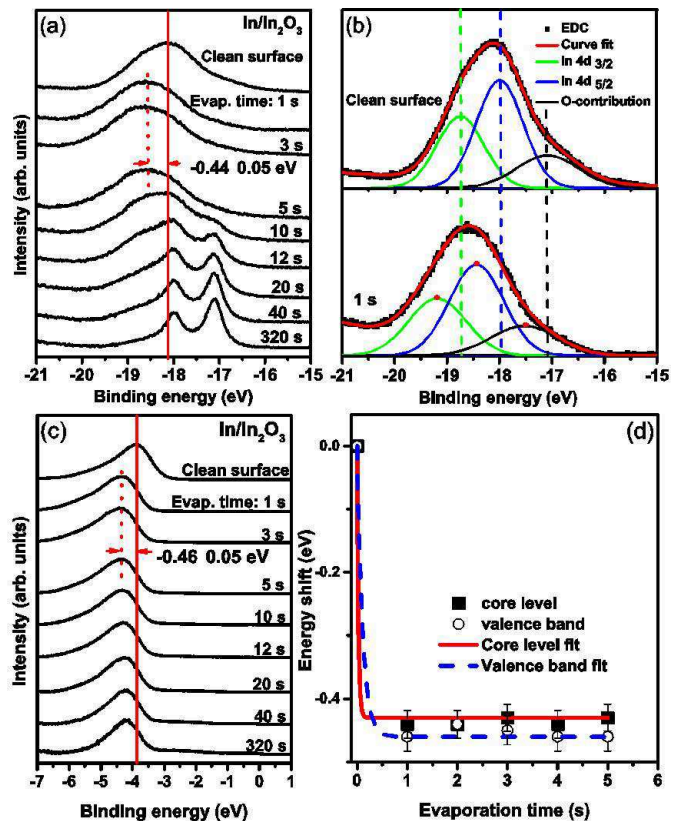 (a)
In/In₂O₃
Clean surface
Evap. time: 1 s
3 s
-0.44 0.05 eV
5 s
10 s
12 s
20 s
40 s
320 s
Intensity (arb. units)
-21 -20 -19 -18 -17 -16 -15
Binding energy (eV)
(b)
EDC
Curve fit
In 4d 3/2
In 4d 5/2
O-contribution
Clean surface
1 s
-21 -20 -19 -18 -17 -16 -15
Binding energy (eV)
(c)
In/In₂O₃
Clean surface
Evap. time: 1 s
3 s
-0.46 0.05 eV
5 s
10 s
12 s
20 s
40 s
320 s
Intensity (arb. units)
-7 -6 -5 -4 -3 -2 -1 0 1
Binding energy (eV)
(d)
0.0
-0.2
-0.4
Energy shift (eV)
core level
valence band
Core level fit
Valence band fit
0 1 2 3 4 5 6
Evaporation time (s)